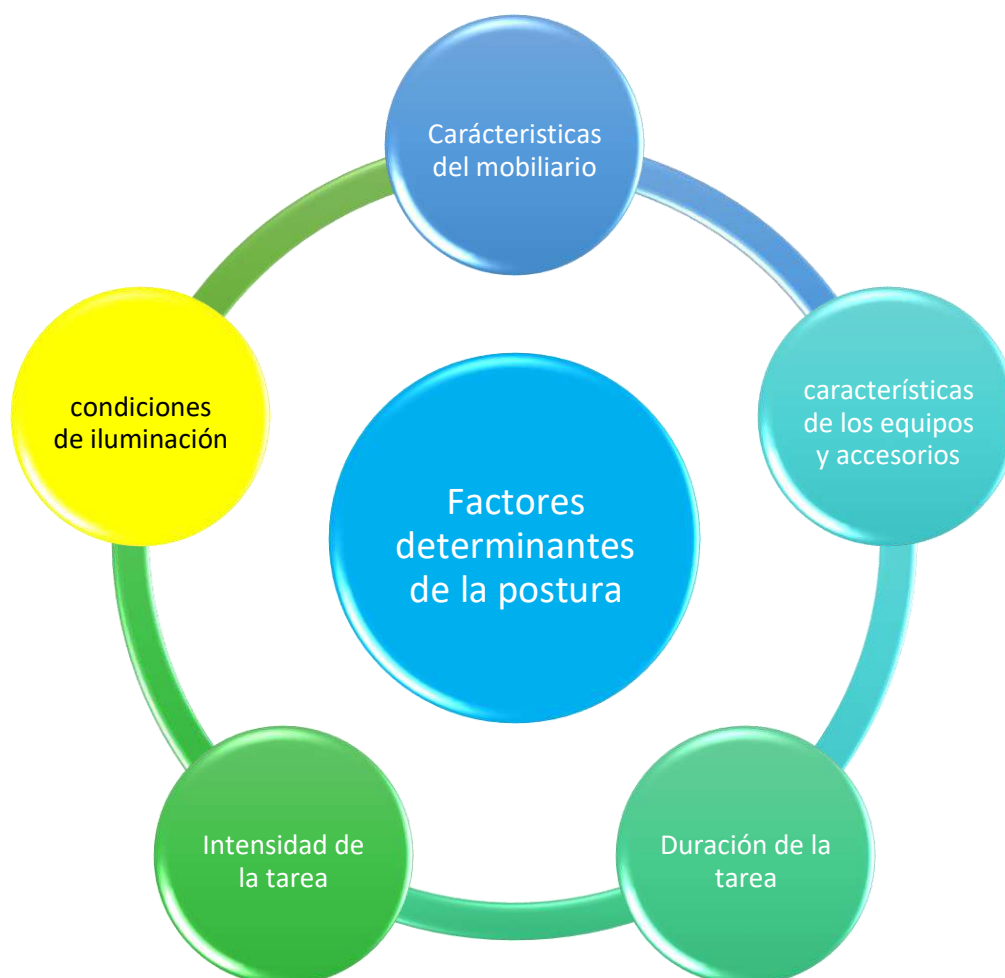 Carácteristicas
del mobiliario
característícas
de los equipos
y accesorios
condiciones
de iluminación
Factores
determinantes
de la postura
Intensidad de
la tarea
Duración de la
tarea